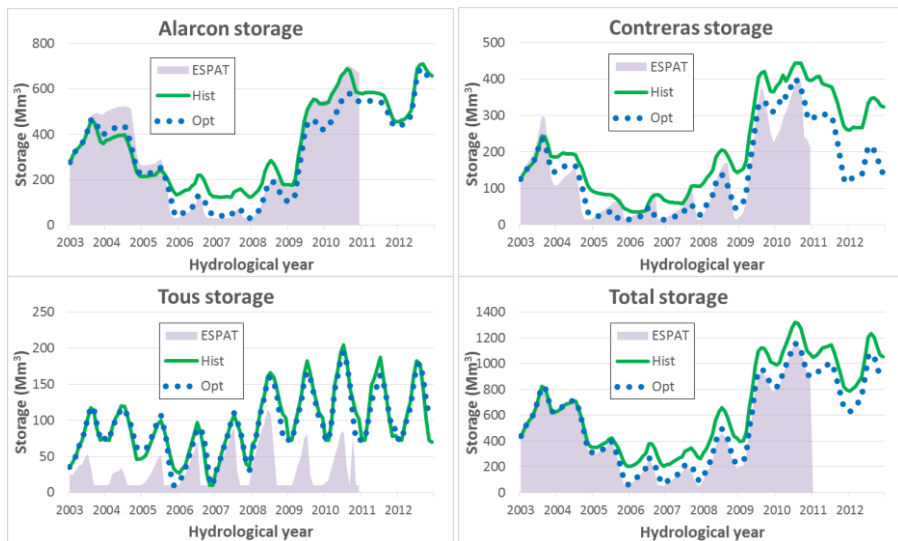 Alarcon storage
Storage (Mm³)
800
600
400
200
0
ESPAT
Hist
Opt
2003 2004 2005 2006 2007 2008 2009 2010 2011 2012
Hydrological year
Contreras storage
Storage (Mm³)
500
400
300
200
100
0
ESPAT
Hist
Opt
2003 2004 2005 2006 2007 2008 2009 2010 2011 2012
Hydrological year
Tous storage
Storage (Mm³)
250
200
150
100
50
0
ESPAT
Hist
Opt
2003 2004 2005 2006 2007 2008 2009 2010 2011 2012
Hydrological year
Total storage
Storage (Mm³)
1400
1200
1000
800
600
400
200
0
ESPAT
Hist
Opt
2003 2004 2005 2006 2007 2008 2009 2010 2011 2012
Hydrological year